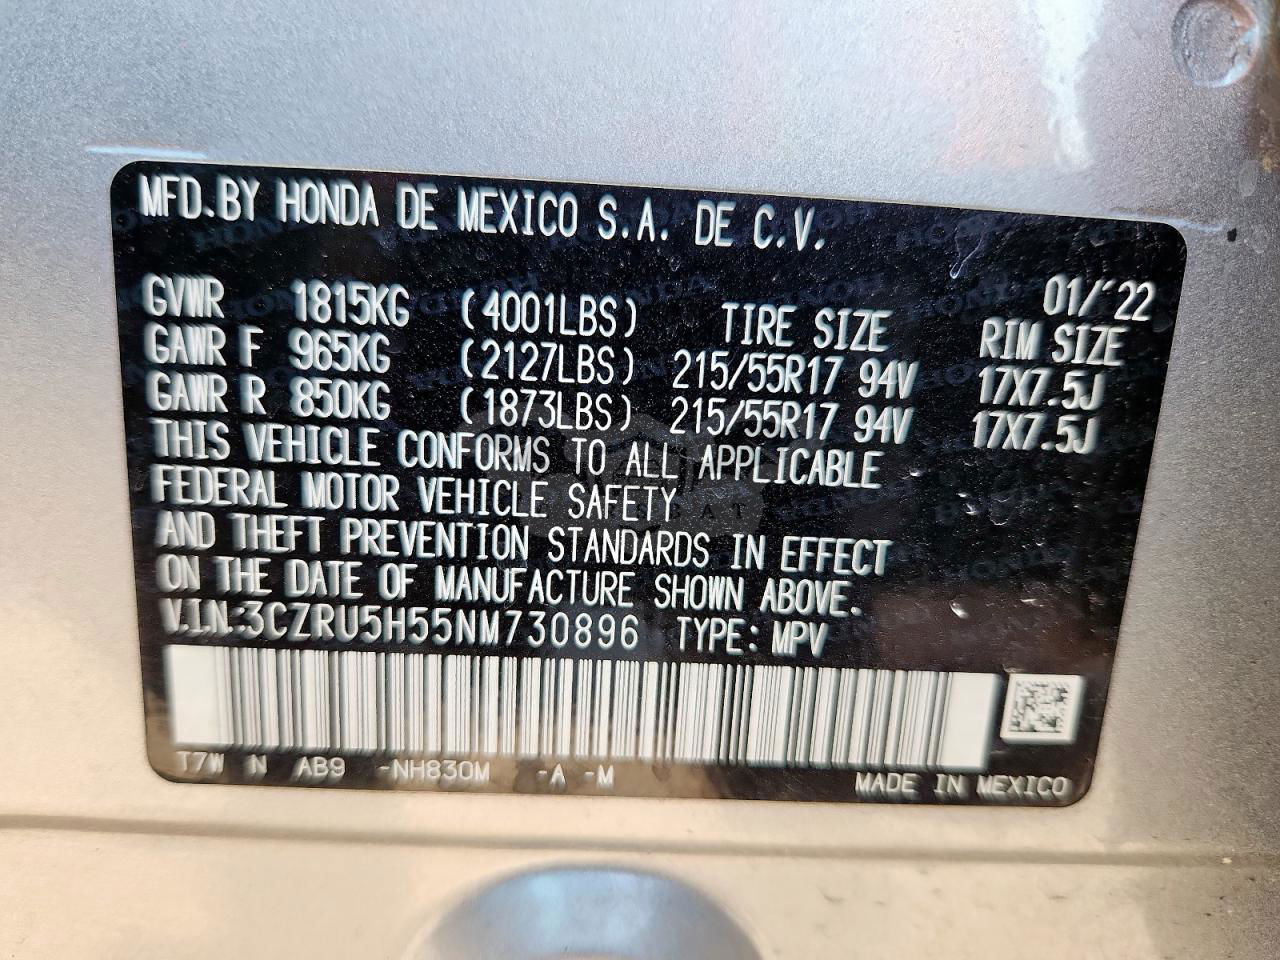 MFD.BY HONDA DE MEXICO S.A. DE C.V.
01/'22
GVWR 1815KG (4001LBS) TIRE SIZE RIM SIZE
GAWR F 965KG (2127LBS) 215/55R17 94V 17X7.5J
GAWR R 850KG (1873LBS) 215/55R17 94V 17X7.5J
THIS VEHICLE CONFORMS TO ALL APPLICABLE
FEDERAL MOTOR VEHICLE SAFETY
AND THEFT PREVENTION STANDARDS IN EFFECT
ON THE DATE OF MANUFACTURE SHOWN ABOVE.
V.I.N.:3CZRU5H55NM730896 TYPE: MPV
T7W N AB9 -NH830M -A -M
MADE IN MEXICO